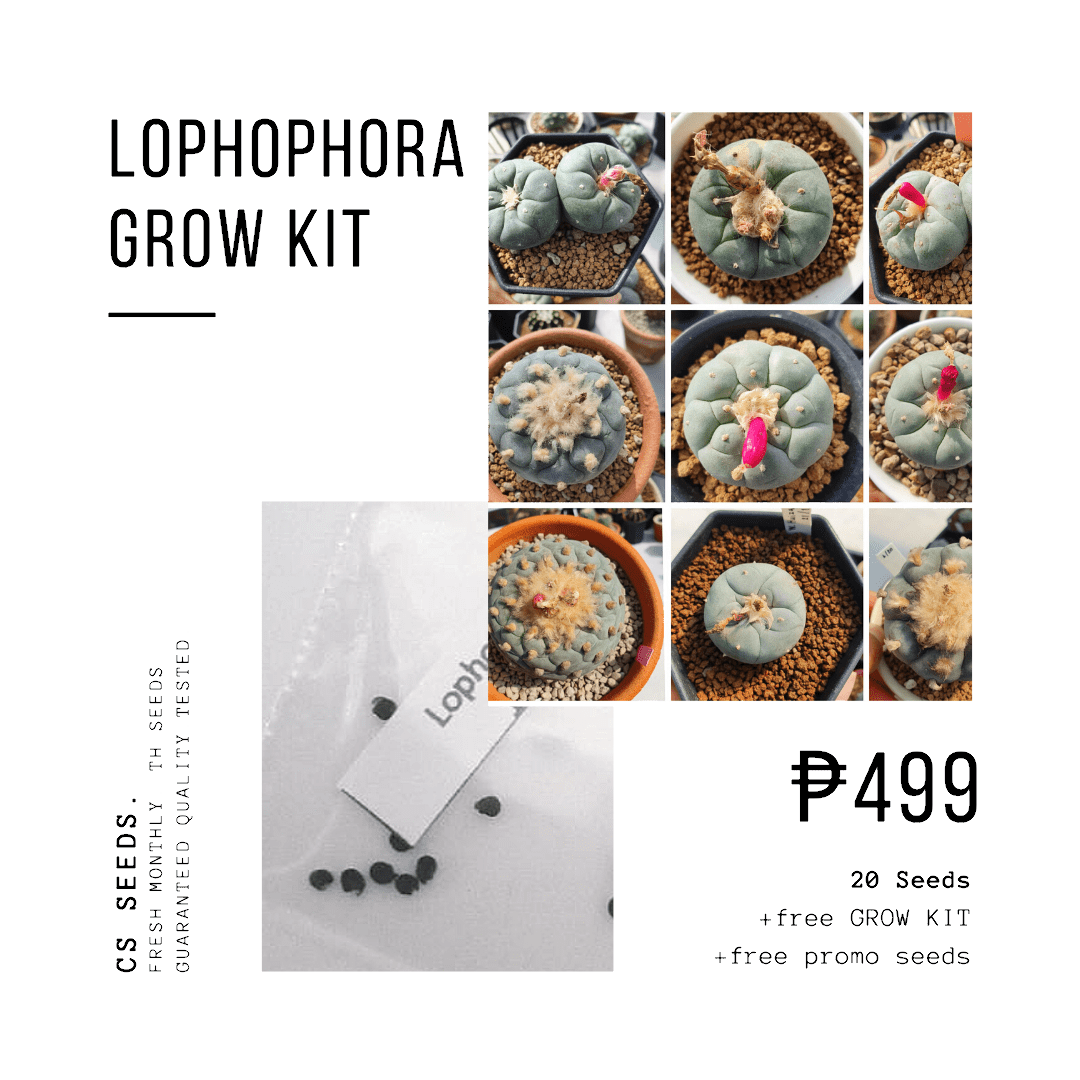 LOPHOPHORA
GROW KIT
CS SEEDS.
FRESH MONTHLY TH SEEDS
GUARANTEED QUALITY TESTED
₱499
20 Seeds
+free GROW KIT
+free promo seeds